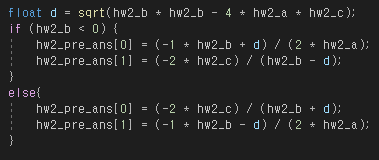 float d = sqrt(hw2_b * hw2_b - 4 * hw2_a * hw2_c);
if (hw2_b < 0) {
    hw2_pre_ans[0] = (-1 * hw2_b + d) / (2 * hw2_a);
    hw2_pre_ans[1] = (-2 * hw2_c) / (hw2_b - d);
}
else{
    hw2_pre_ans[0] = (-2 * hw2_c) / (hw2_b + d);
    hw2_pre_ans[1] = (-1 * hw2_b - d) / (2 * hw2_a);
}